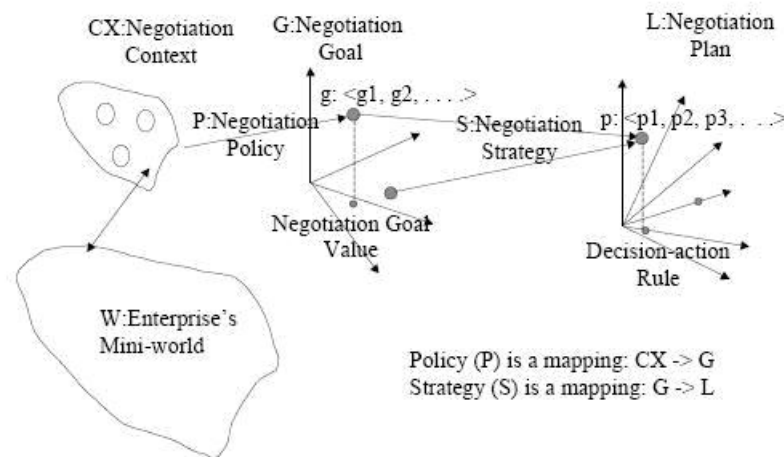 CX:Negotiation
Context
G:Negotiation
Goal
L:Negotiation
Plan
g: <g1, g2, . . . .>
p: <p1, p2, p3, . . . .>
P:Negotiation
Policy
S:Negotiation
Strategy
Negotiation Goal
Value
Decision-action
Rule
W:Enterprise’s
Mini-world
Policy (P) is a mapping: CX -> G
Strategy (S) is a mapping: G -> L